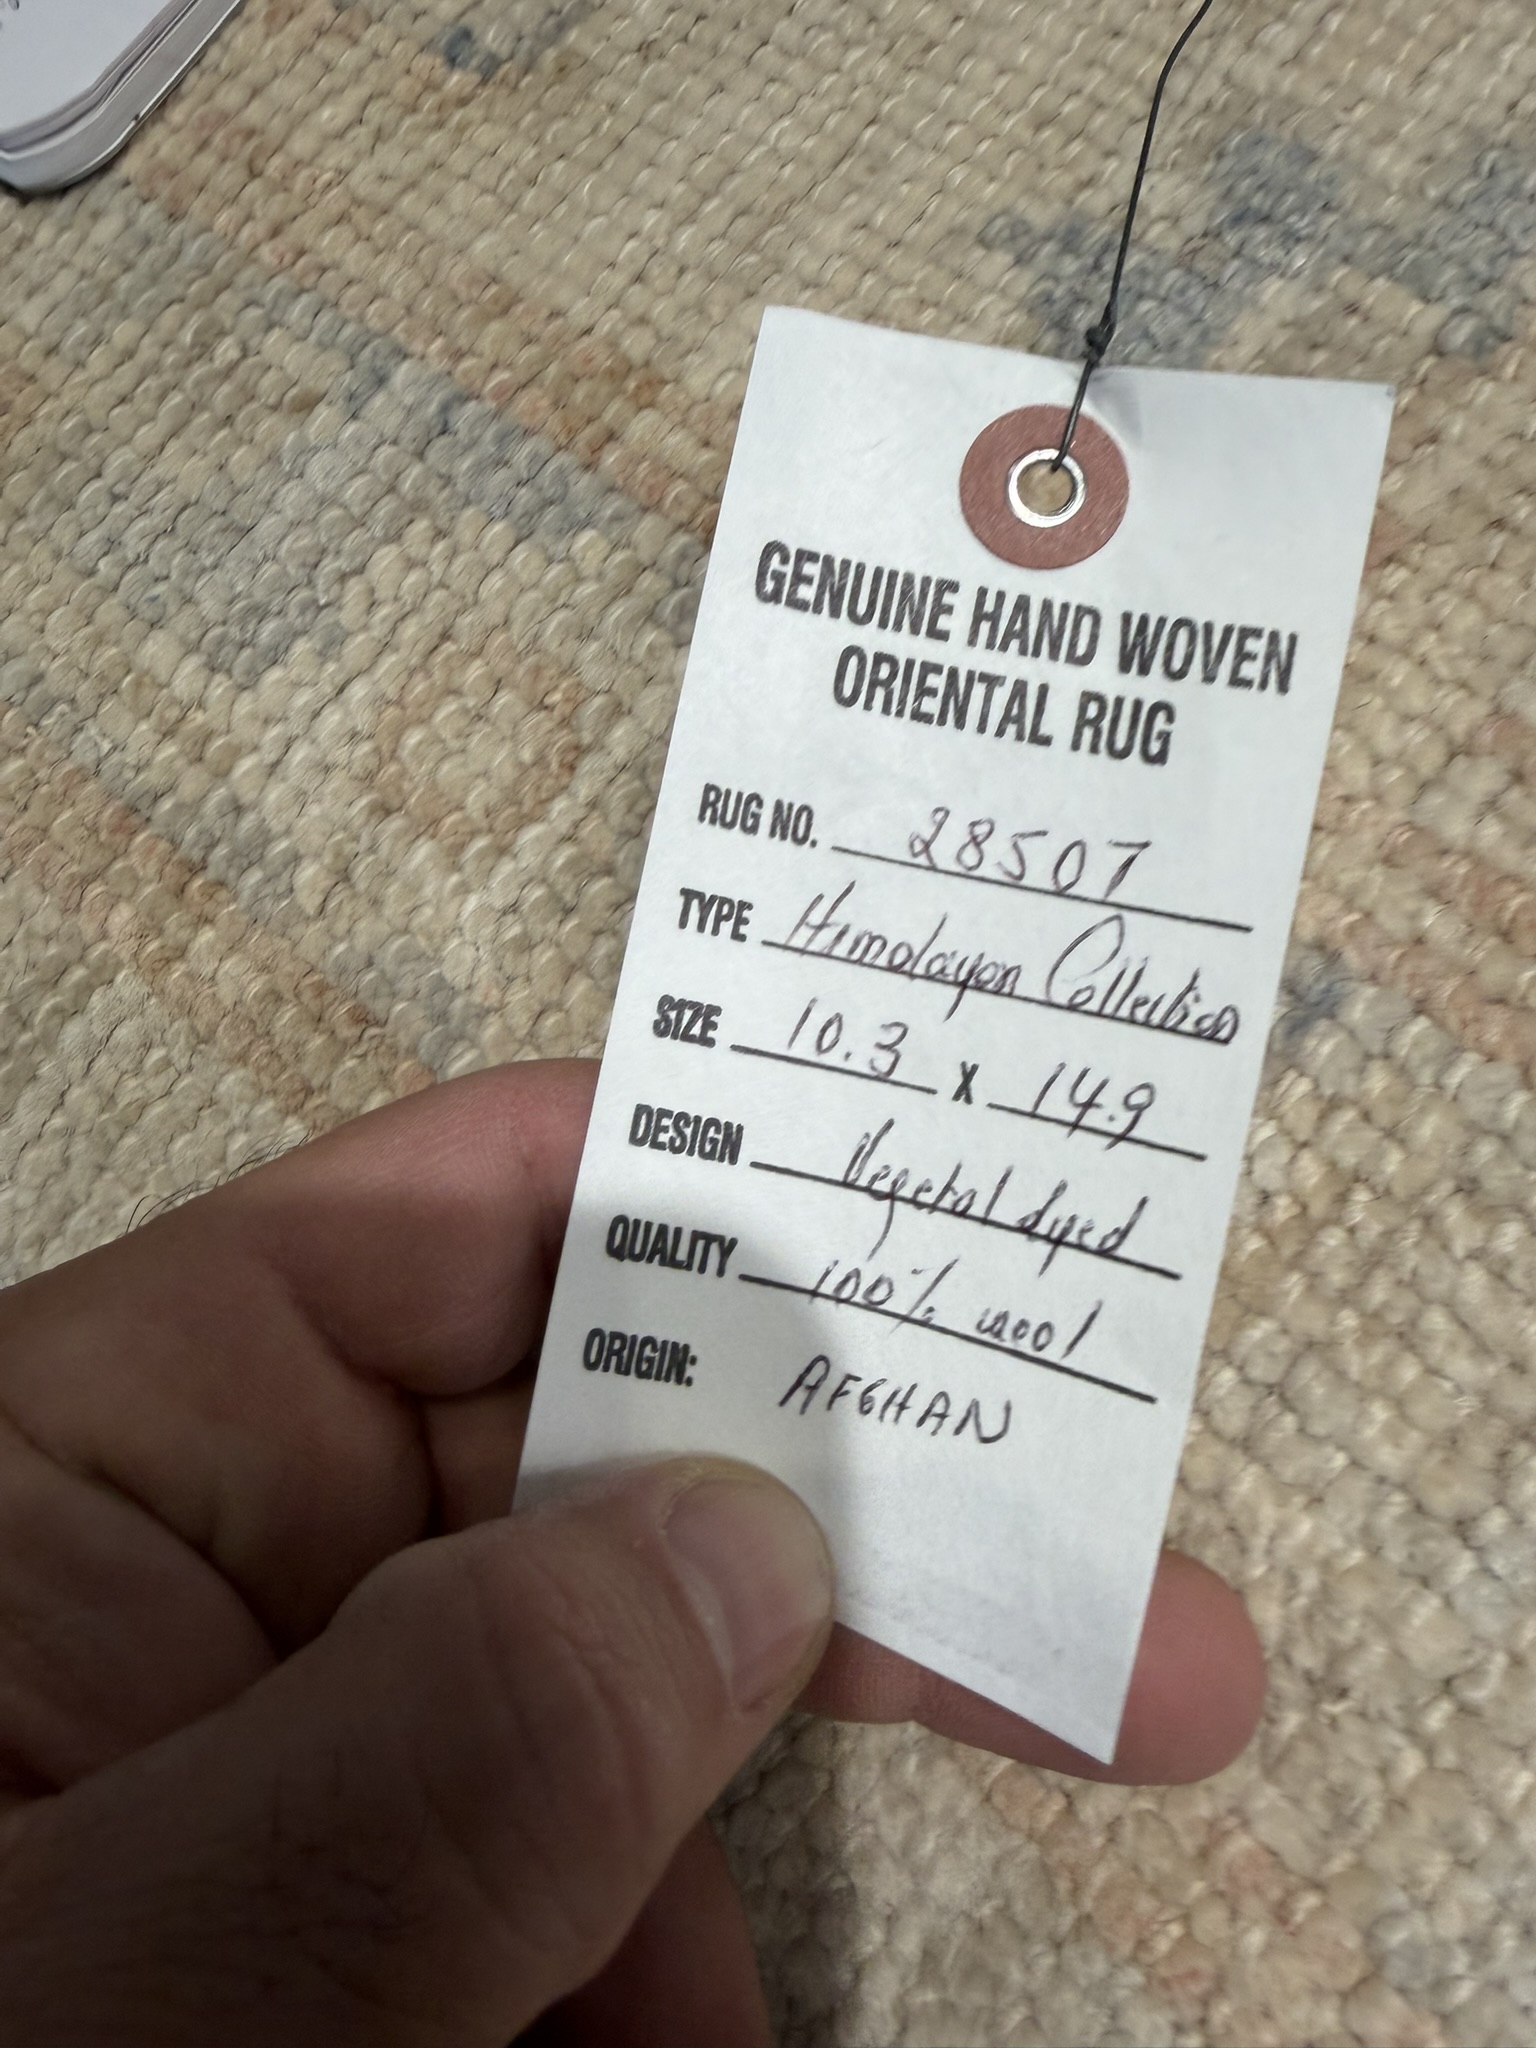 GENUINE HAND WOVEN
ORIENTAL RUG
RUG NO. 28507
TYPE Himalayan Collection
SIZE 10.3 x 14.9
DESIGN Vegetal dyed
QUALITY 100% wool
ORIGIN: AFGHAN